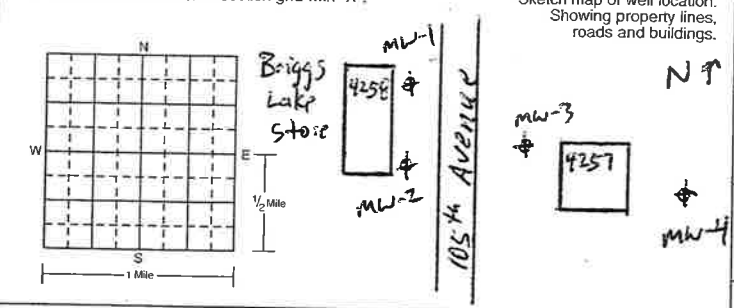 Sketch map of well location.
Showing property lines,
roads and buildings.
N
W
E
S
1/2 Mile
1 Mile
Briggs
Lake
Store
4258
MW-1
MW-2
105th Avenue
N
MW-3
4257
MW-4